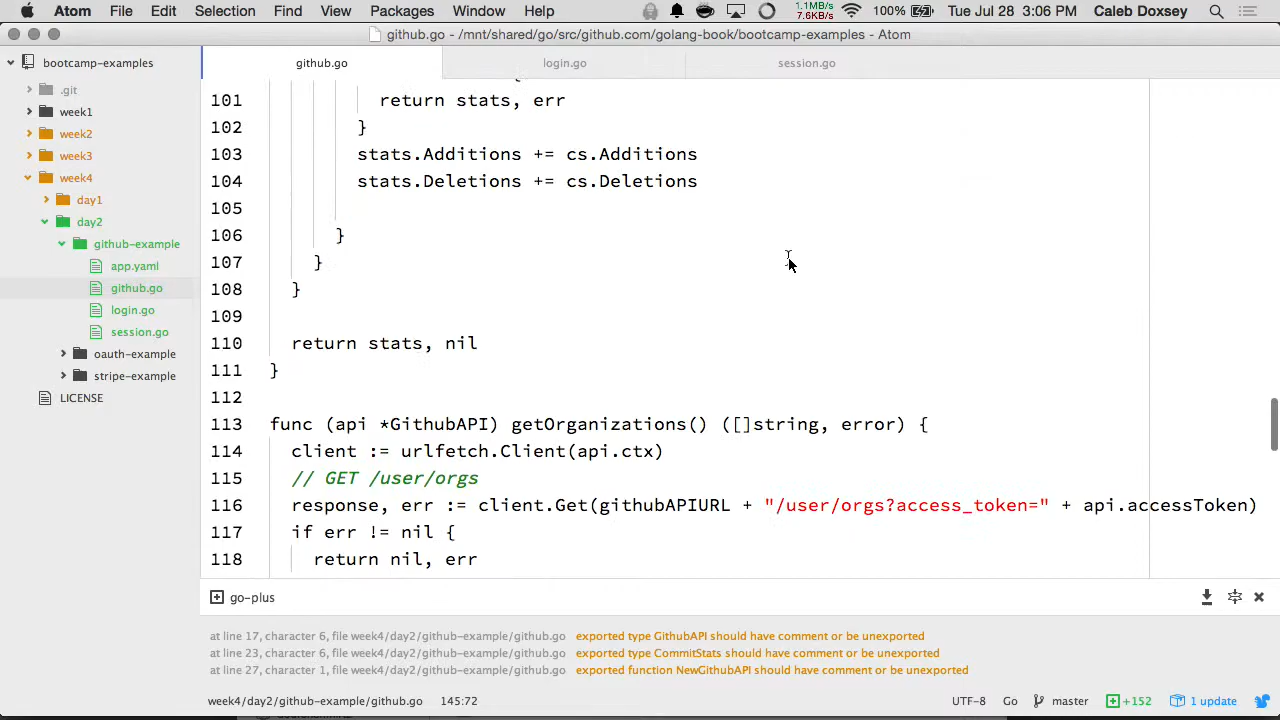 Atom File Edit Selection Find View Packages Window Help 1.1MB/s 7.6KB/s 100% Tue Jul 28 3:06 PM Caleb Doxsey
github.go - /mnt/shared/go/src/github.com/golang-book/bootcamp-examples - Atom
bootcamp-examples
.git
week1
week2
week3
week4
day1
day2
github-example
app.yaml
github.go
login.go
session.go
oauth-example
stripe-example
LICENSE
github.go login.go session.go
{
101 return stats, err
102 }
103 stats.Additions += cs.Additions
104 stats.Deletions += cs.Deletions
105
106 }
107 }
108 }
109
110 return stats, nil
111 }
112
113 func (api *GithubAPI) getOrganizations() ([]string, error) {
114 client := urlfetch.Client(api.ctx)
115 // GET /user/orgs
116 response, err := client.Get(githubAPIURL + "/user/orgs?access_token=" + api.accessToken)
117 if err != nil {
118 return nil, err
go-plus
at line 17, character 6, file week4/day2/github-example/github.go exported type GithubAPI should have comment or be unexported
at line 23, character 6, file week4/day2/github-example/github.go exported type CommitStats should have comment or be unexported
at line 27, character 1, file week4/day2/github-example/github.go exported function NewGithubAPI should have comment or be unexported
week4/day2/github-example/github.go 145:72 UTF-8 Go master +152 1 update